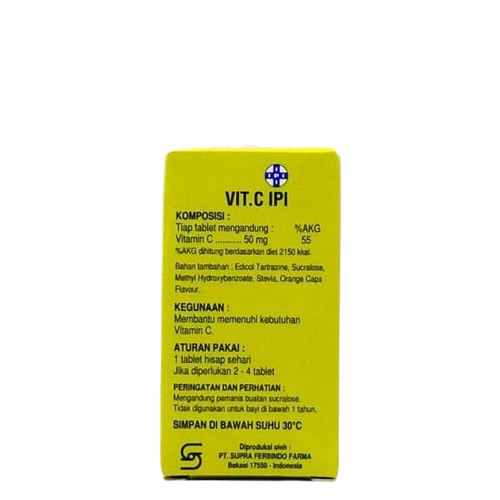 IPI
VIT.C IPI
KOMPOSISI :
Tiap tablet mengandung : %AKG
Vitamin C ........... 50 mg 55
%AKG dihitung berdasarkan diet 2150 kkal.
Bahan tambahan : Edicol Tartrazine, Sucralose,
Methyl Hydroxybenzoate, Stevia, Orange Caps
Flavour.
KEGUNAAN :
Membantu memenuhi kebutuhan
Vitamin C.
ATURAN PAKAI :
1 tablet hisap sehari
Jika diperlukan 2 - 4 tablet
PERINGATAN DAN PERHATIAN :
Mengandung pemanis buatan sucralose.
Tidak digunakan untuk bayi di bawah 1 tahun.
SIMPAN DI BAWAH SUHU 30°C
Diproduksi oleh :
PT. SUPRA FERBINDO FARMA
Bekasi 17550 - Indonesia